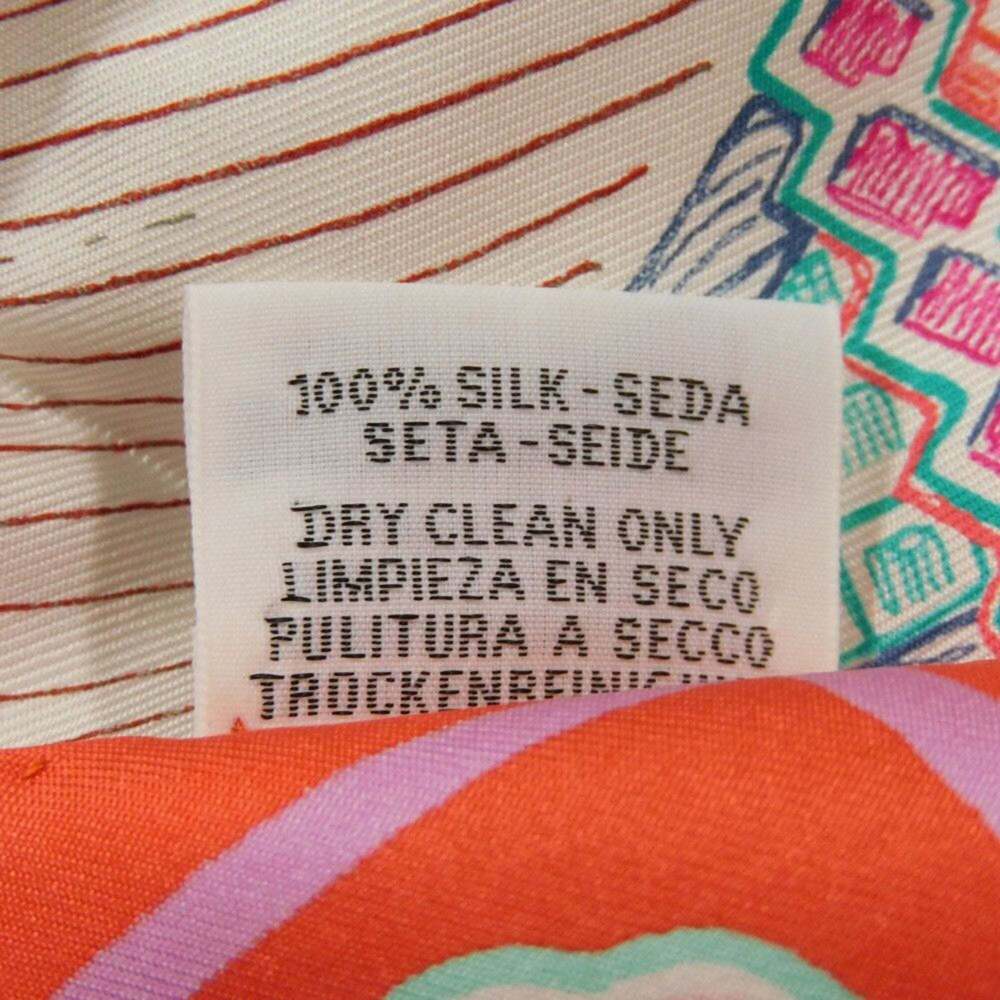 100% SILK - SEDA
SETA - SEIDE
DRY CLEAN ONLY
LIMPIEZA EN SECO
PULITURA A SECCO